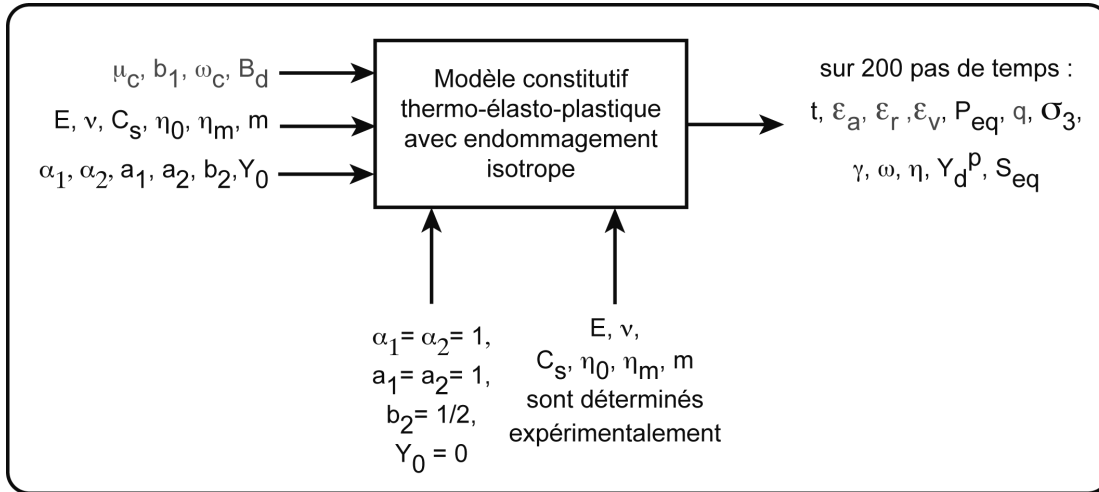 μc, b1, ωc, Bd
E, ν, Cs, η0, ηm, m
α1, α2, a1, a2, b2,Y0
Modèle constitutif
thermo-élasto-plastique
avec endommagement
isotrope
sur 200 pas de temps :
t, εa, εr ,εv, Peq, q, σ3,
γ, ω, η, Yd^p, Seq
α1= α2= 1,
a1= a2= 1,
b2= 1/2,
Y0 = 0
E, ν,
Cs, η0, ηm, m
sont déterminés
expérimentalement